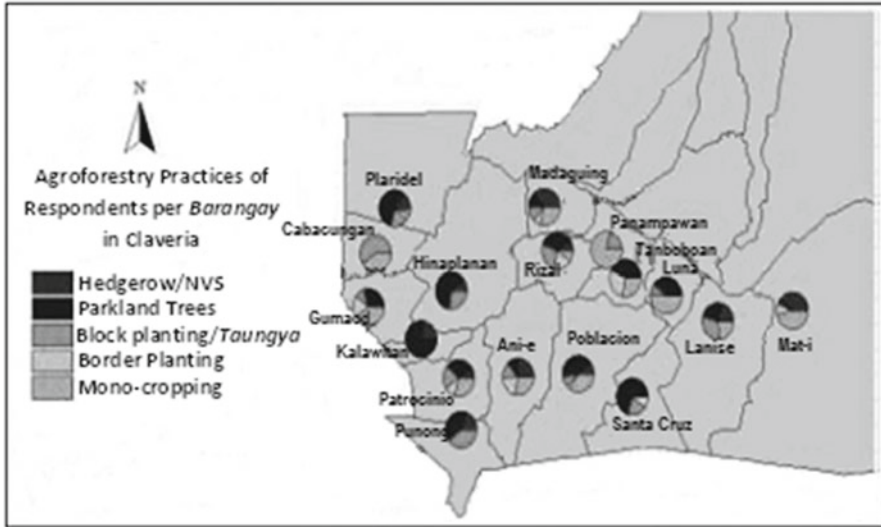 N
Agroforestry Practices of
Respondents per Barangay
in Claveria
Hedgerow/NVS
Parkland Trees
Block planting/Taungya
Border Planting
Mono-cropping
Plaridel
Madaguing
Cabacungan
Panampawan
Tanboboan
Hinaplanan
Rizal
Luna
Gumaod
Kalawitan
Ani-e
Poblacion
Lanise
Mat-i
Patrocinio
Santa Cruz
Punong